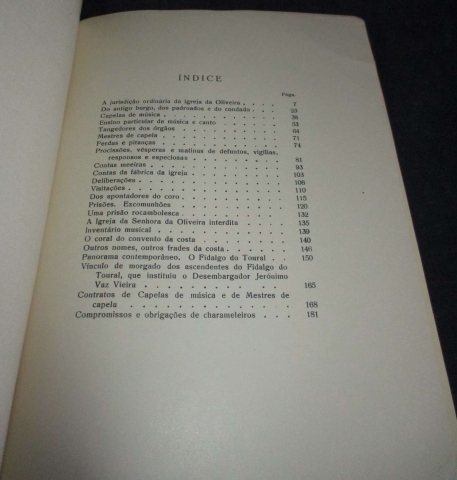 ÍNDICE
Págs.
A jurisdição ordinária da igreja da Oliveira . . . . 7
Do antigo burgo, dos padroados e do condado . . . 23
Capelas de música . . . . . . . . . . 36
Ensino particular de música e canto . . . . . 53
Tangedores dos órgãos . . . . . . . . . 64
Mestres de capela . . . . . . . . . . 71
Perdas e pitanças . . . . . . . . . . 74
Procissões, vésperas e matinas de defuntos, vigílias,
responsos e especiosas . . . . . . . . 81
Contas meeiras . . . . . . . . . . . 93
Contas da fábrica da igreja . . . . . . . 103
Deliberações . . . . . . . . . . . 106
Visitações . . . . . . . . . . . . 110
Dos apontadores do coro . . . . . . . . 115
Prisões. Excomunhões . . . . . . . . . 120
Uma prisão rocambolesca . . . . . . . . 132
A Igreja da Senhora da Oliveira interdita . . . . 135
Inventário musical . . . . . . . . . . 139
O coral do convento da costa . . . . . . . 140
Outros nomes, outros frades da costa . . . . . 146
Panorama contemporâneo. O Fidalgo do Toural . . 150
Vínculo de morgado dos ascendentes do Fidalgo do
Toural, que instituiu o Desembargador Jerónimo
Vaz Vieira . . . . . . . . . . . 165
Contratos de Capelas de música e de Mestres de
capela . . . . . . . . . . . . 168
Compromissos e obrigações de charameleiros . . . 181